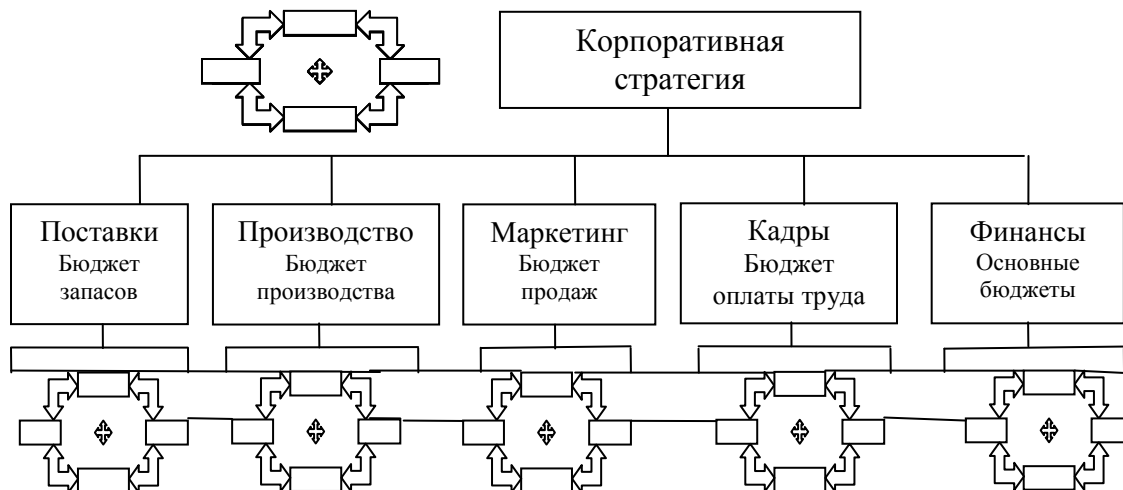 Корпоративная
стратегия
Поставки
Бюджет
запасов
Производство
Бюджет
производства
Маркетинг
Бюджет
продаж
Кадры
Бюджет
оплаты труда
Финансы
Основные
бюджеты